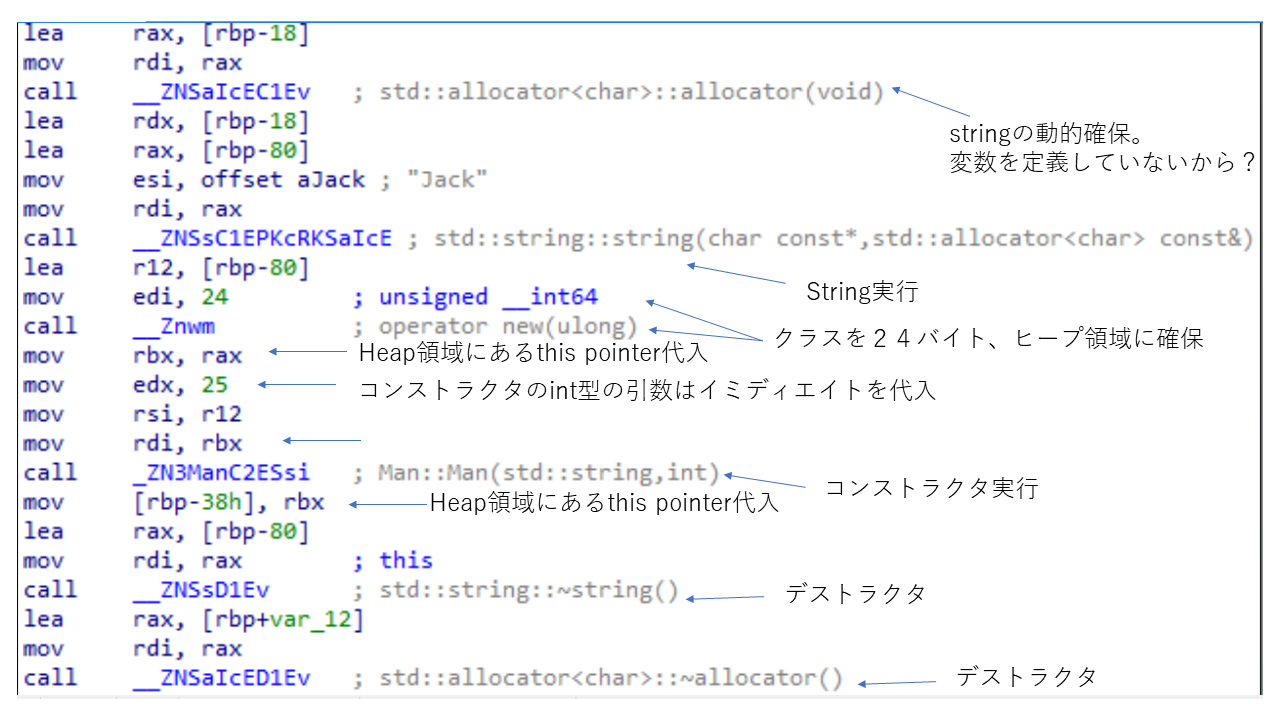 lea rax, [rbp-18]
mov rdi, rax
call __ZNSaIcEC1Ev ; std::allocator<char>::allocator(void)
lea rdx, [rbp-18]
stringの動的確保。
lea rax, [rbp-80]
変数を定義していないから？
mov esi, offset aJack ; "Jack"
mov rdi, rax
call __ZNSsC1EPKcRKSaIcE ; std::string::string(char const*,std::allocator<char> const&)
lea r12, [rbp-80]
String実行
mov edi, 24 ; unsigned __int64
call __Znwm ; operator new(ulong)
クラスを２４バイト、ヒープ領域に確保
mov rbx, rax
Heap領域にあるthis pointer代入
mov edx, 25
コンストラクタのint型の引数はイミディエイトを代入
mov rsi, r12
mov rdi, rbx
call _ZN3ManC2ESsi ; Man::Man(std::string,int)
コンストラクタ実行
mov [rbp-38h], rbx
Heap領域にあるthis pointer代入
lea rax, [rbp-80]
mov rdi, rax ; this
call __ZNSsD1Ev ; std::string::~string()
デストラクタ
lea rax, [rbp+var_12]
mov rdi, rax
call __ZNSaIcED1Ev ; std::allocator<char>::~allocator()
デストラクタ